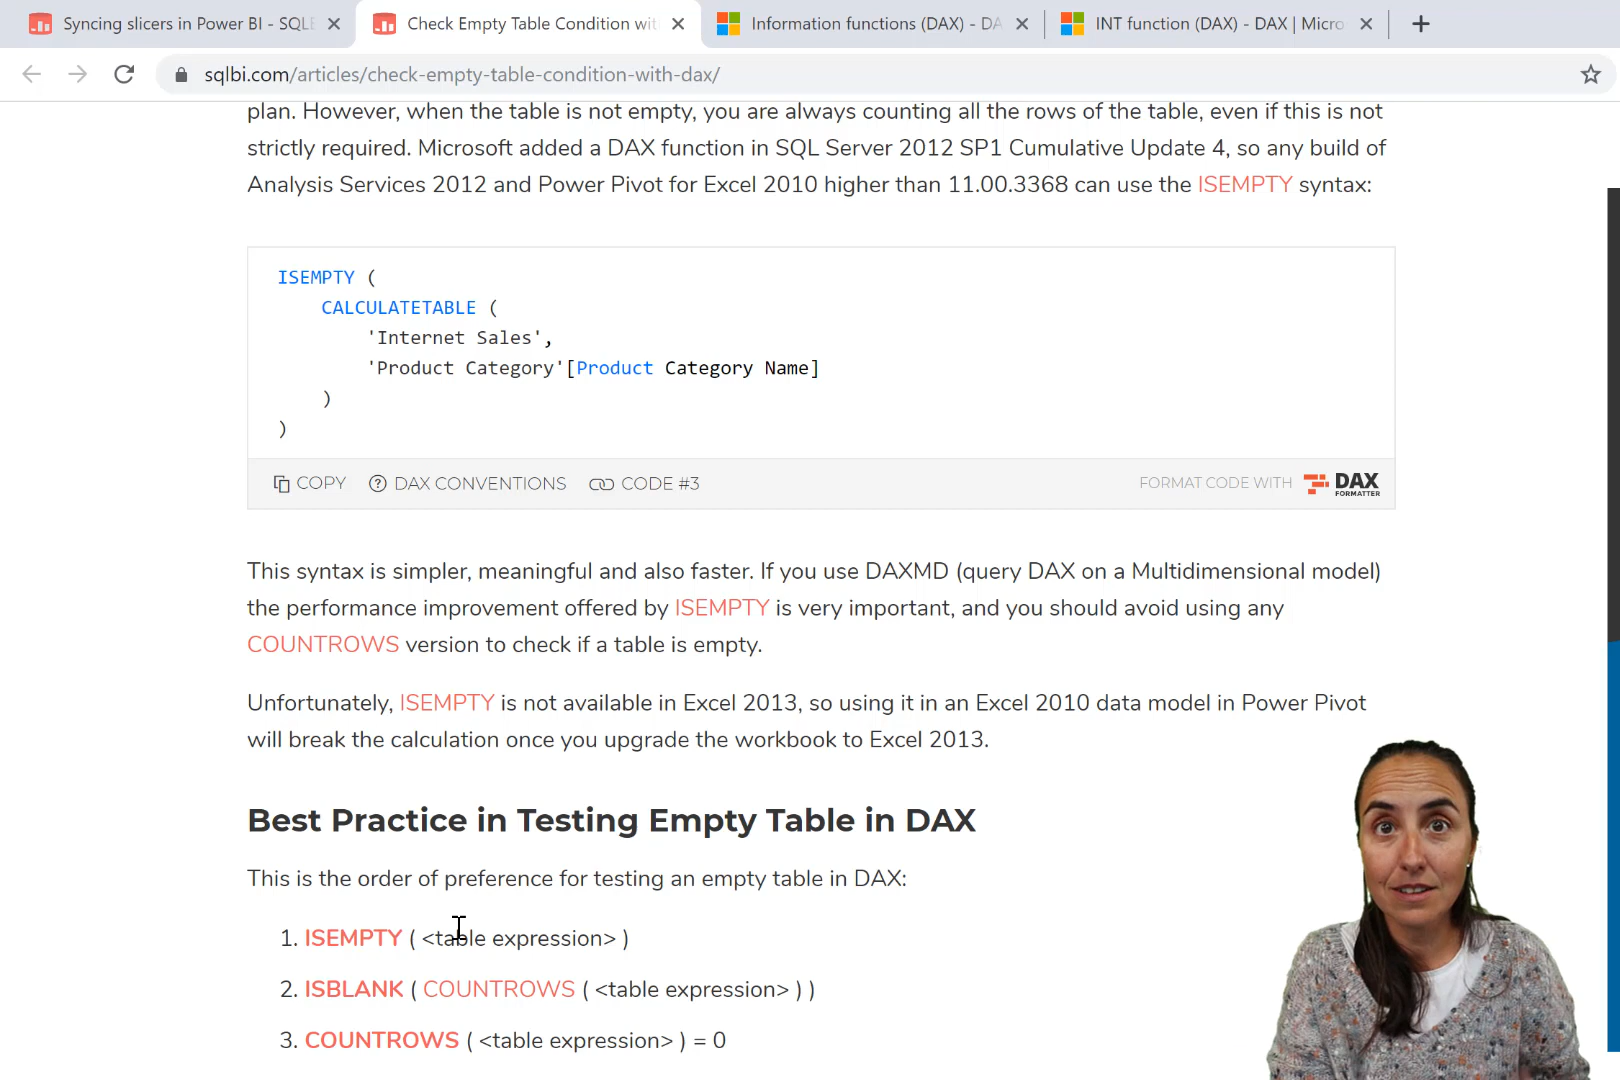 Syncing slicers in Power BI - SQLE
Check Empty Table Condition wit
Information functions (DAX) - DA
INT function (DAX) - DAX | Micro
sqlbi.com/articles/check-empty-table-condition-with-dax/
plan. However, when the table is not empty, you are always counting all the rows of the table, even if this is not
strictly required. Microsoft added a DAX function in SQL Server 2012 SP1 Cumulative Update 4, so any build of
Analysis Services 2012 and Power Pivot for Excel 2010 higher than 11.00.3368 can use the ISEMPTY syntax:
ISEMPTY (
CALCULATETABLE (
'Internet Sales',
'Product Category'[Product Category Name]
)
)
COPY
DAX CONVENTIONS
CODE #3
FORMAT CODE WITH
DAX
FORMATTER
This syntax is simpler, meaningful and also faster. If you use DAXMD (query DAX on a Multidimensional model)
the performance improvement offered by ISEMPTY is very important, and you should avoid using any
COUNTROWS version to check if a table is empty.
Unfortunately, ISEMPTY is not available in Excel 2013, so using it in an Excel 2010 data model in Power Pivot
will break the calculation once you upgrade the workbook to Excel 2013.
Best Practice in Testing Empty Table in DAX
This is the order of preference for testing an empty table in DAX:
1. ISEMPTY ( <table expression> )
2. ISBLANK ( COUNTROWS ( <table expression> ) )
3. COUNTROWS ( <table expression> ) = 0